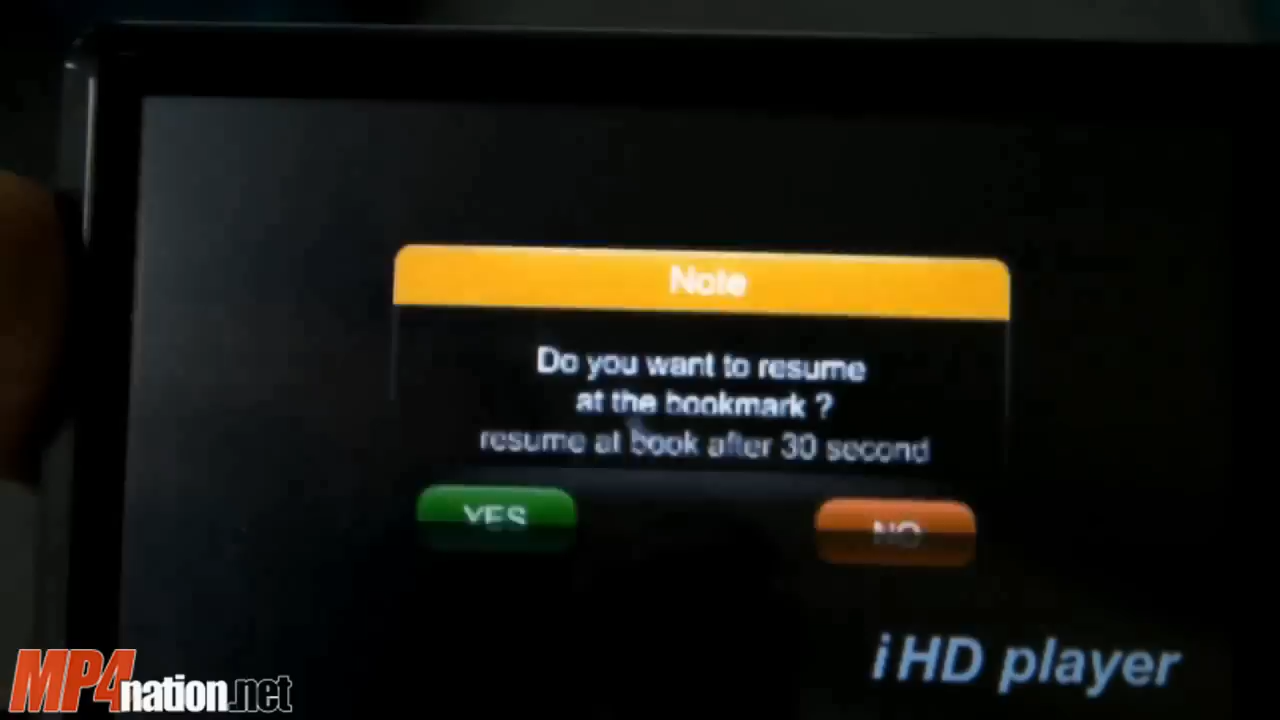 Note
Do you want to resume
at the bookmark ?
resume at book after 30 second
YES
NO
i HD player
MP4nation.net